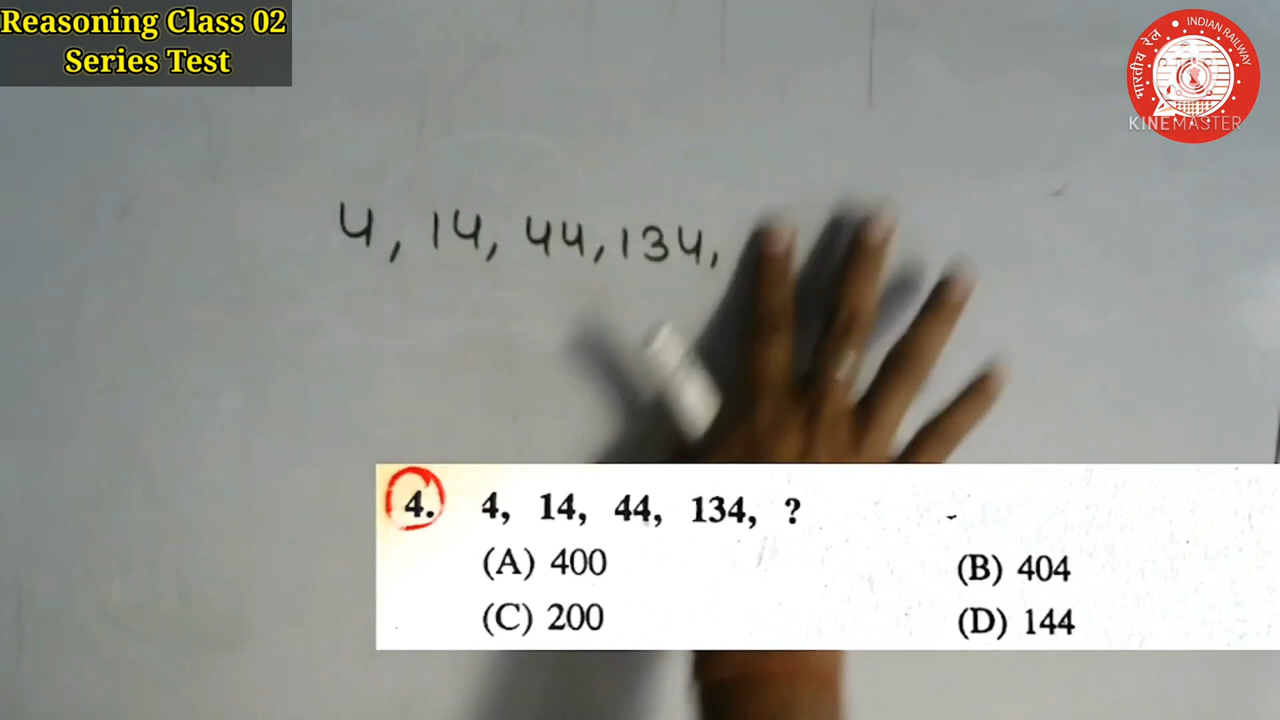 Reasoning Class 02
Series Test
भारतीय रेल INDIAN RAILWAY
KINEMASTER
4, 14, 44, 134,
4. 4, 14, 44, 134, ?
(A) 400 (B) 404
(C) 200 (D) 144